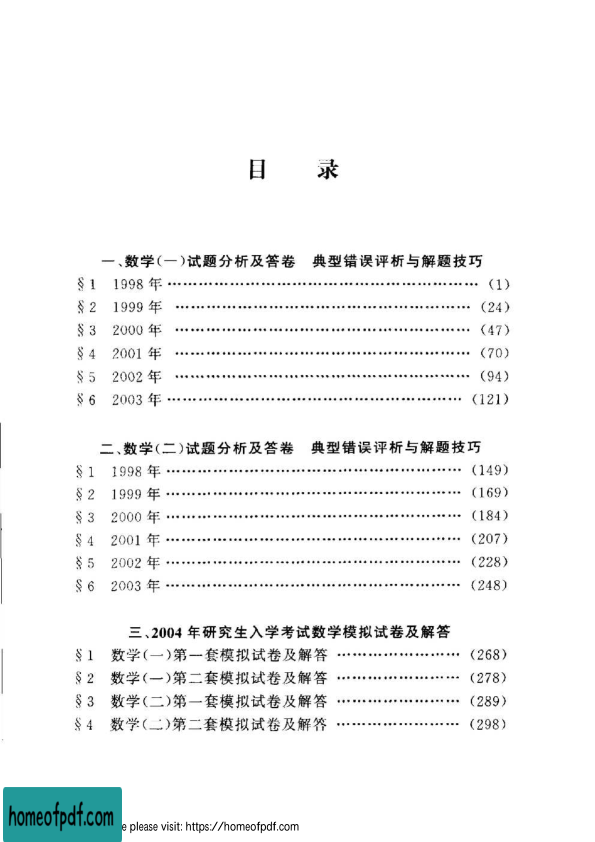 目 录
一、数学(一)试题分析及答卷 典型错误评析与解题技巧
§1 1998年………………………………………………(1)
§2 1999年………………………………………………(24)
§3 2000年………………………………………………(47)
§4 2001年………………………………………………(70)
§5 2002年………………………………………………(94)
§6 2003年………………………………………………(121)
二、数学(二)试题分析及答卷 典型错误评析与解题技巧
§1 1998年………………………………………………(149)
§2 1999年………………………………………………(169)
§3 2000年………………………………………………(184)
§4 2001年………………………………………………(207)
§5 2002年………………………………………………(228)
§6 2003年………………………………………………(248)
三、2004年研究生入学考试数学模拟试卷及解答
§1 数学(一)第一套模拟试卷及解答 ………………………(268)
§2 数学(一)第二套模拟试卷及解答 ………………………(278)
§3 数学(二)第一套模拟试卷及解答 ………………………(289)
§4 数学(二)第二套模拟试卷及解答 ………………………(298)
homeofpdf.com
please visit: https://homeofpdf.com